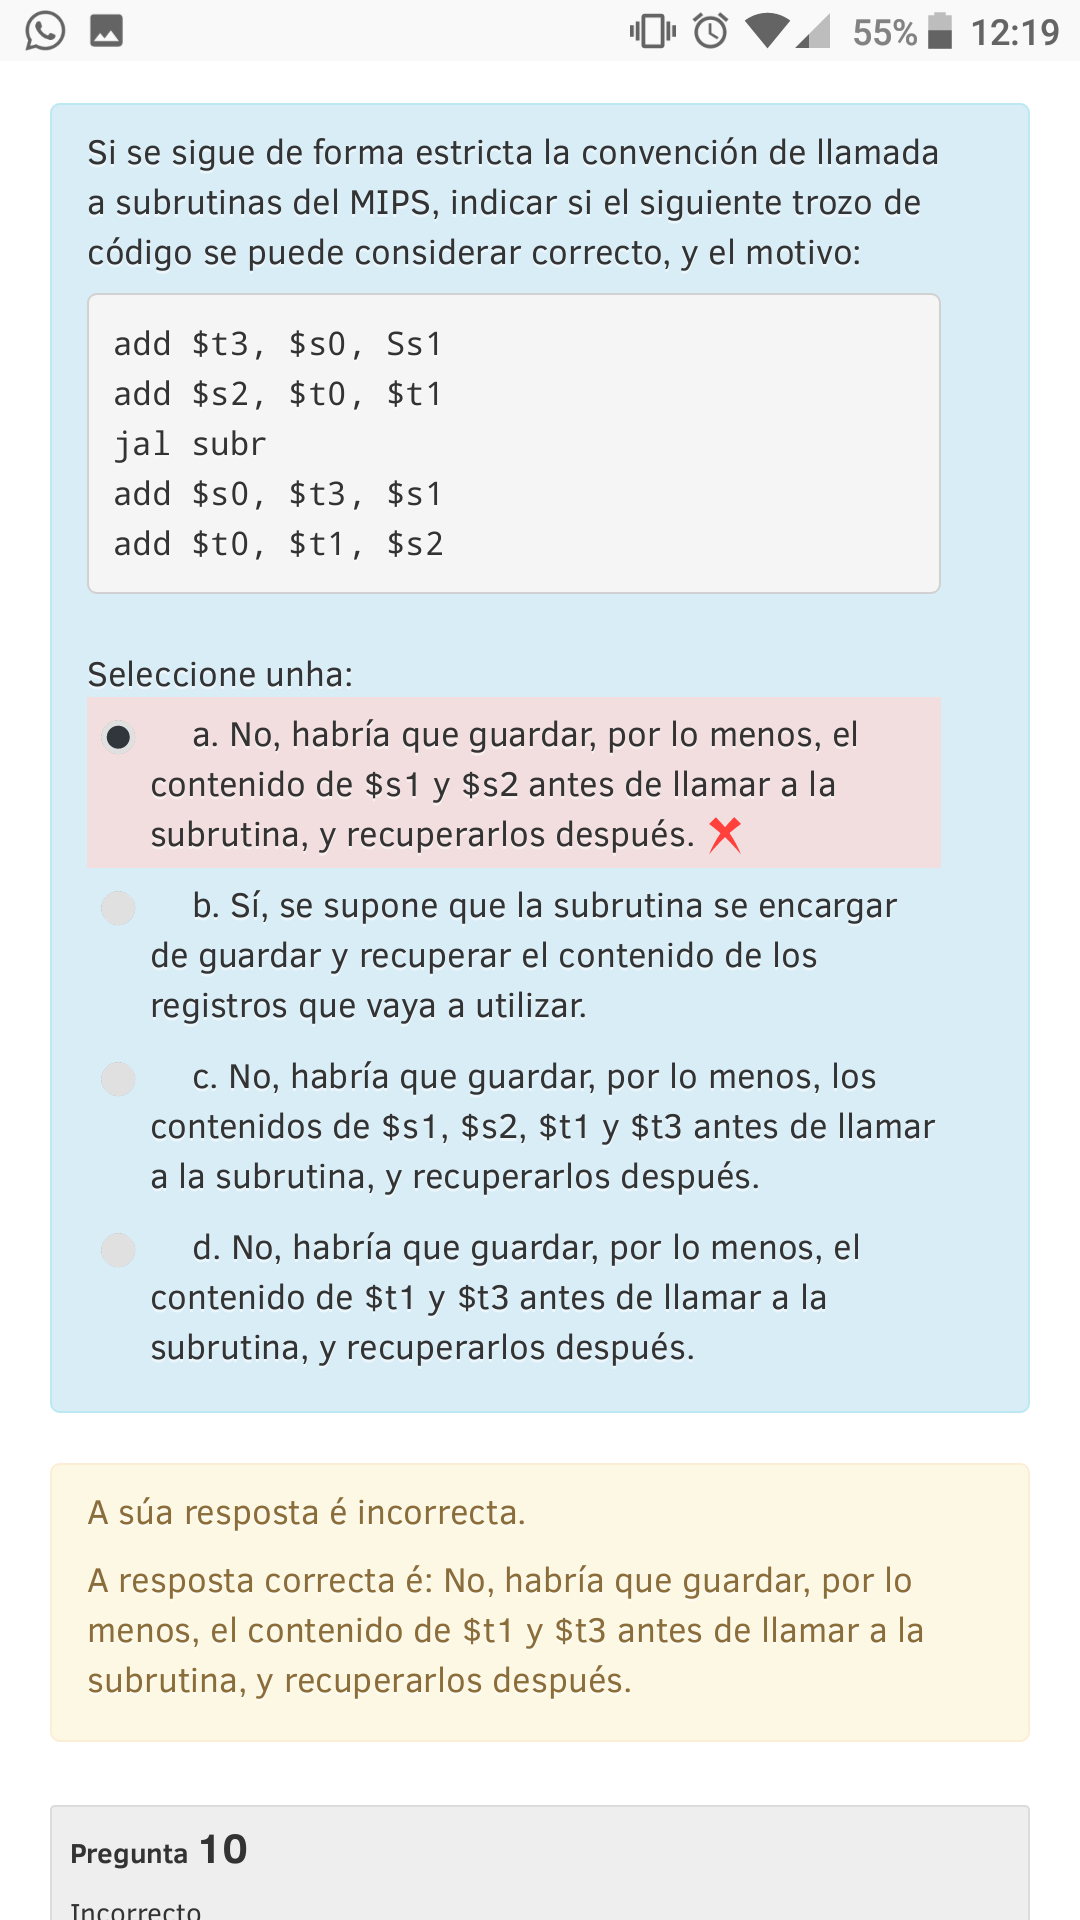 55% 12:19
Si se sigue de forma estricta la convención de llamada
a subrutinas del MIPS, indicar si el siguiente trozo de
código se puede considerar correcto, y el motivo:
add $t3, $s0, Ss1
add $s2, $t0, $t1
jal subr
add $s0, $t3, $s1
add $t0, $t1, $s2
Seleccione unha:
a. No, habría que guardar, por lo menos, el
contenido de $s1 y $s2 antes de llamar a la
subrutina, y recuperarlos después.
b. Sí, se supone que la subrutina se encargar
de guardar y recuperar el contenido de los
registros que vaya a utilizar.
c. No, habría que guardar, por lo menos, los
contenidos de $s1, $s2, $t1 y $t3 antes de llamar
a la subrutina, y recuperarlos después.
d. No, habría que guardar, por lo menos, el
contenido de $t1 y $t3 antes de llamar a la
subrutina, y recuperarlos después.
A súa resposta é incorrecta.
A resposta correcta é: No, habría que guardar, por lo
menos, el contenido de $t1 y $t3 antes de llamar a la
subrutina, y recuperarlos después.
Pregunta 10
Incorrecto